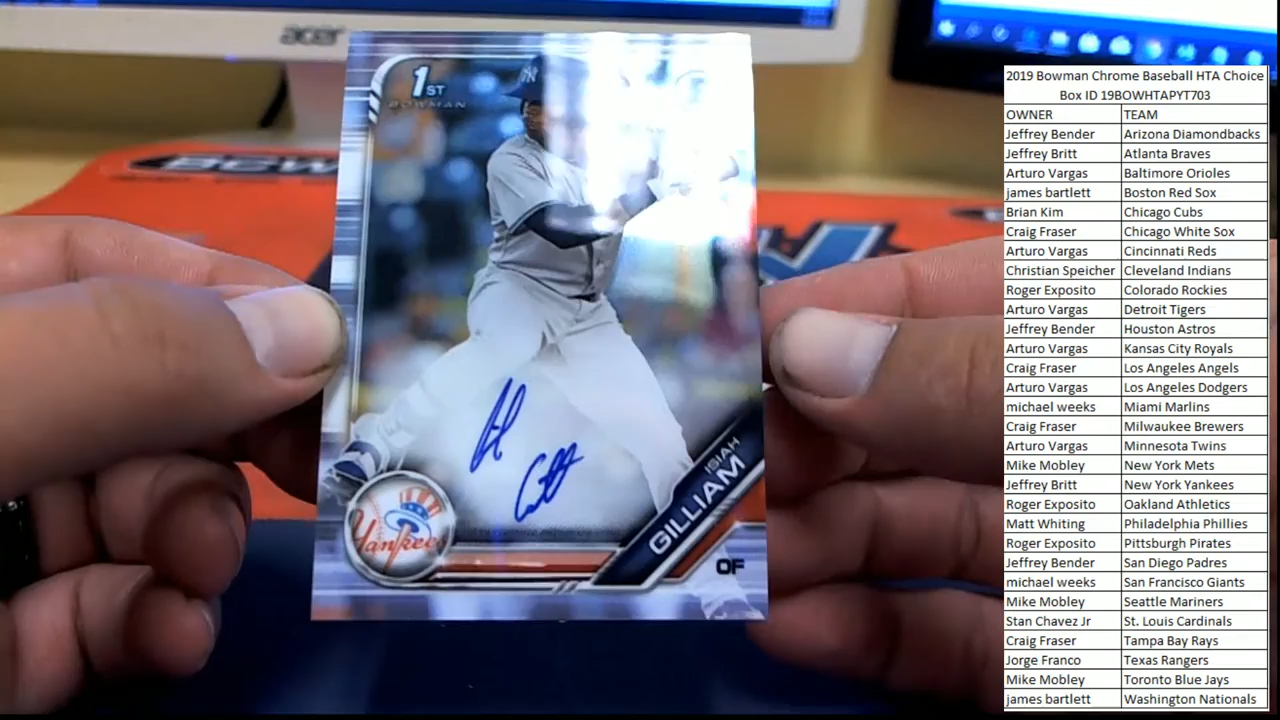 acer
1ST
BOWMAN
NY
Yankees
ISIAH
GILLIAM
OF
2019 Bowman Chrome Baseball HTA Choice
Box ID 19BOWHTAPYT703
OWNER TEAM
Jeffrey Bender Arizona Diamondbacks
Jeffrey Britt Atlanta Braves
Arturo Vargas Baltimore Orioles
james bartlett Boston Red Sox
Brian Kim Chicago Cubs
Craig Fraser Chicago White Sox
Arturo Vargas Cincinnati Reds
Christian Speicher Cleveland Indians
Roger Exposito Colorado Rockies
Arturo Vargas Detroit Tigers
Jeffrey Bender Houston Astros
Arturo Vargas Kansas City Royals
Craig Fraser Los Angeles Angels
Arturo Vargas Los Angeles Dodgers
michael weeks Miami Marlins
Craig Fraser Milwaukee Brewers
Arturo Vargas Minnesota Twins
Mike Mobley New York Mets
Jeffrey Britt New York Yankees
Roger Exposito Oakland Athletics
Matt Whiting Philadelphia Phillies
Roger Exposito Pittsburgh Pirates
Jeffrey Bender San Diego Padres
michael weeks San Francisco Giants
Mike Mobley Seattle Mariners
Stan Chavez Jr St. Louis Cardinals
Craig Fraser Tampa Bay Rays
Jorge Franco Texas Rangers
Mike Mobley Toronto Blue Jays
james bartlett Washington Nationals